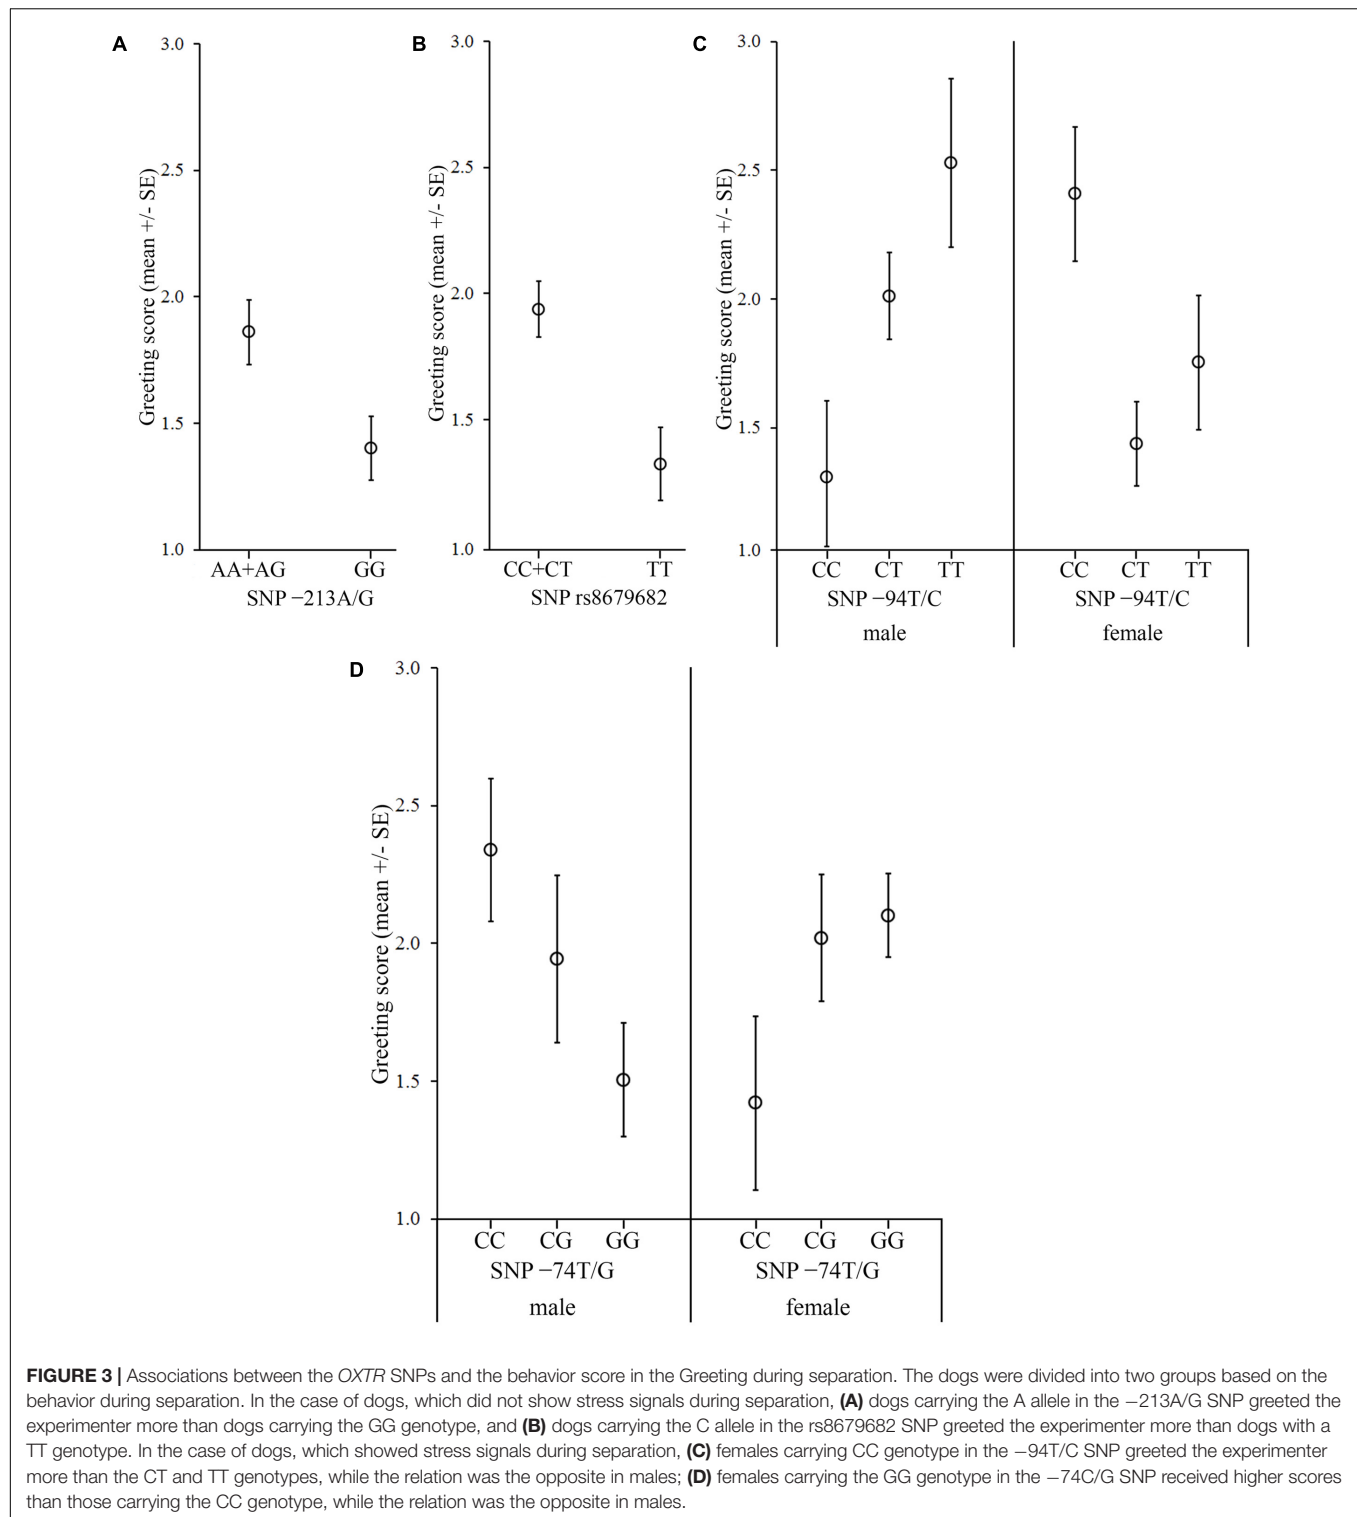 A
3.0
2.5
2.0
1.5
1.0
Greeting score (mean +/- SE)
AA+AG GG
SNP −213A/G
B
3.0
2.5
2.0
1.5
1.0
Greeting score (mean +/- SE)
CC+CT TT
SNP rs8679682
C
3.0
2.5
2.0
1.5
1.0
Greeting score (mean +/- SE)
CC CT TT CC CT TT
SNP −94T/C SNP −94T/C
male female
D
3.0
2.5
2.0
1.5
1.0
Greeting score (mean +/- SE)
CC CG GG CC CG GG
SNP −74T/G SNP −74T/G
male female
FIGURE 3 | Associations between the OXTR SNPs and the behavior score in the Greeting during separation. The dogs were divided into two groups based on the
behavior during separation. In the case of dogs, which did not show stress signals during separation, (A) dogs carrying the A allele in the −213A/G SNP greeted the
experimenter more than dogs carrying the GG genotype, and (B) dogs carrying the C allele in the rs8679682 SNP greeted the experimenter more than dogs with a
TT genotype. In the case of dogs, which showed stress signals during separation, (C) females carrying CC genotype in the −94T/C SNP greeted the experimenter
more than the CT and TT genotypes, while the relation was the opposite in males; (D) females carrying the GG genotype in the −74C/G SNP received higher scores
than those carrying the CC genotype, while the relation was the opposite in males.